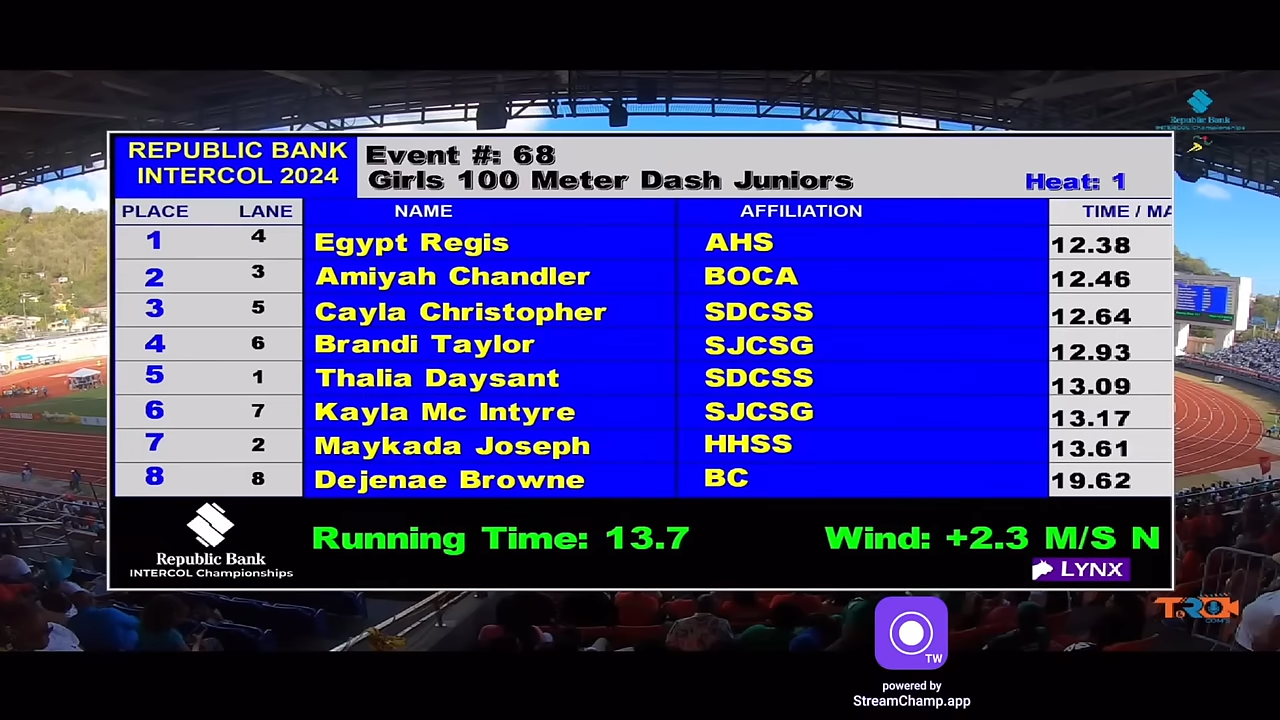 Republic Bank
INTERCOL Championships
REPUBLIC BANK
INTERCOL 2024
Event #: 68
Girls 100 Meter Dash Juniors
Heat: 1
PLACE LANE NAME AFFILIATION TIME / MA
1 4 Egypt Regis AHS 12.38
2 3 Amiyah Chandler BOCA 12.46
3 5 Cayla Christopher SDCSS 12.64
4 6 Brandi Taylor SJCSG 12.93
5 1 Thalia Daysant SDCSS 13.09
6 7 Kayla Mc Intyre SJCSG 13.17
7 2 Maykada Joseph HHSS 13.61
8 8 Dejenae Browne BC 19.62
Republic Bank
INTERCOL Championships
Running Time: 13.7 Wind: +2.3 M/S N
LYNX
TW
powered by
StreamChamp.app